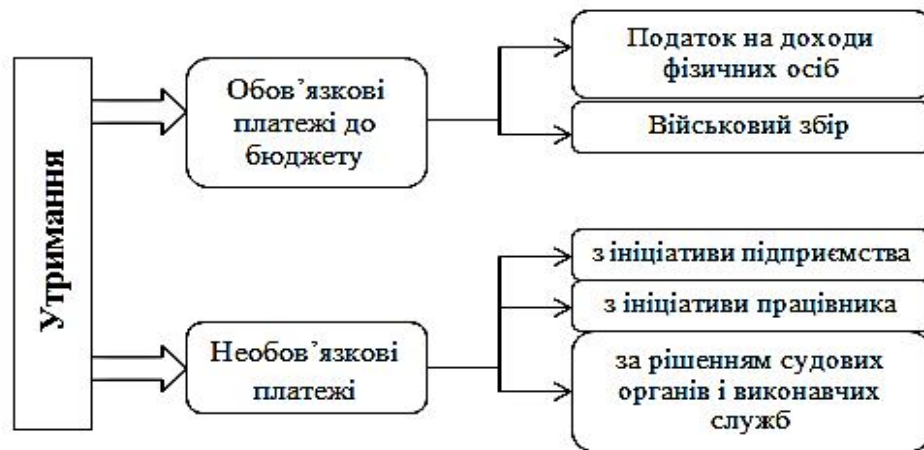 Утримання
Обов’язкові
платежі до
бюджету
Податок на доходи
фізичних осіб
Військовий збір
Необов’язкові
платежі
з ініціативи підприємства
з ініціативи працівника
за рішенням судових
органів і виконавчих
служб